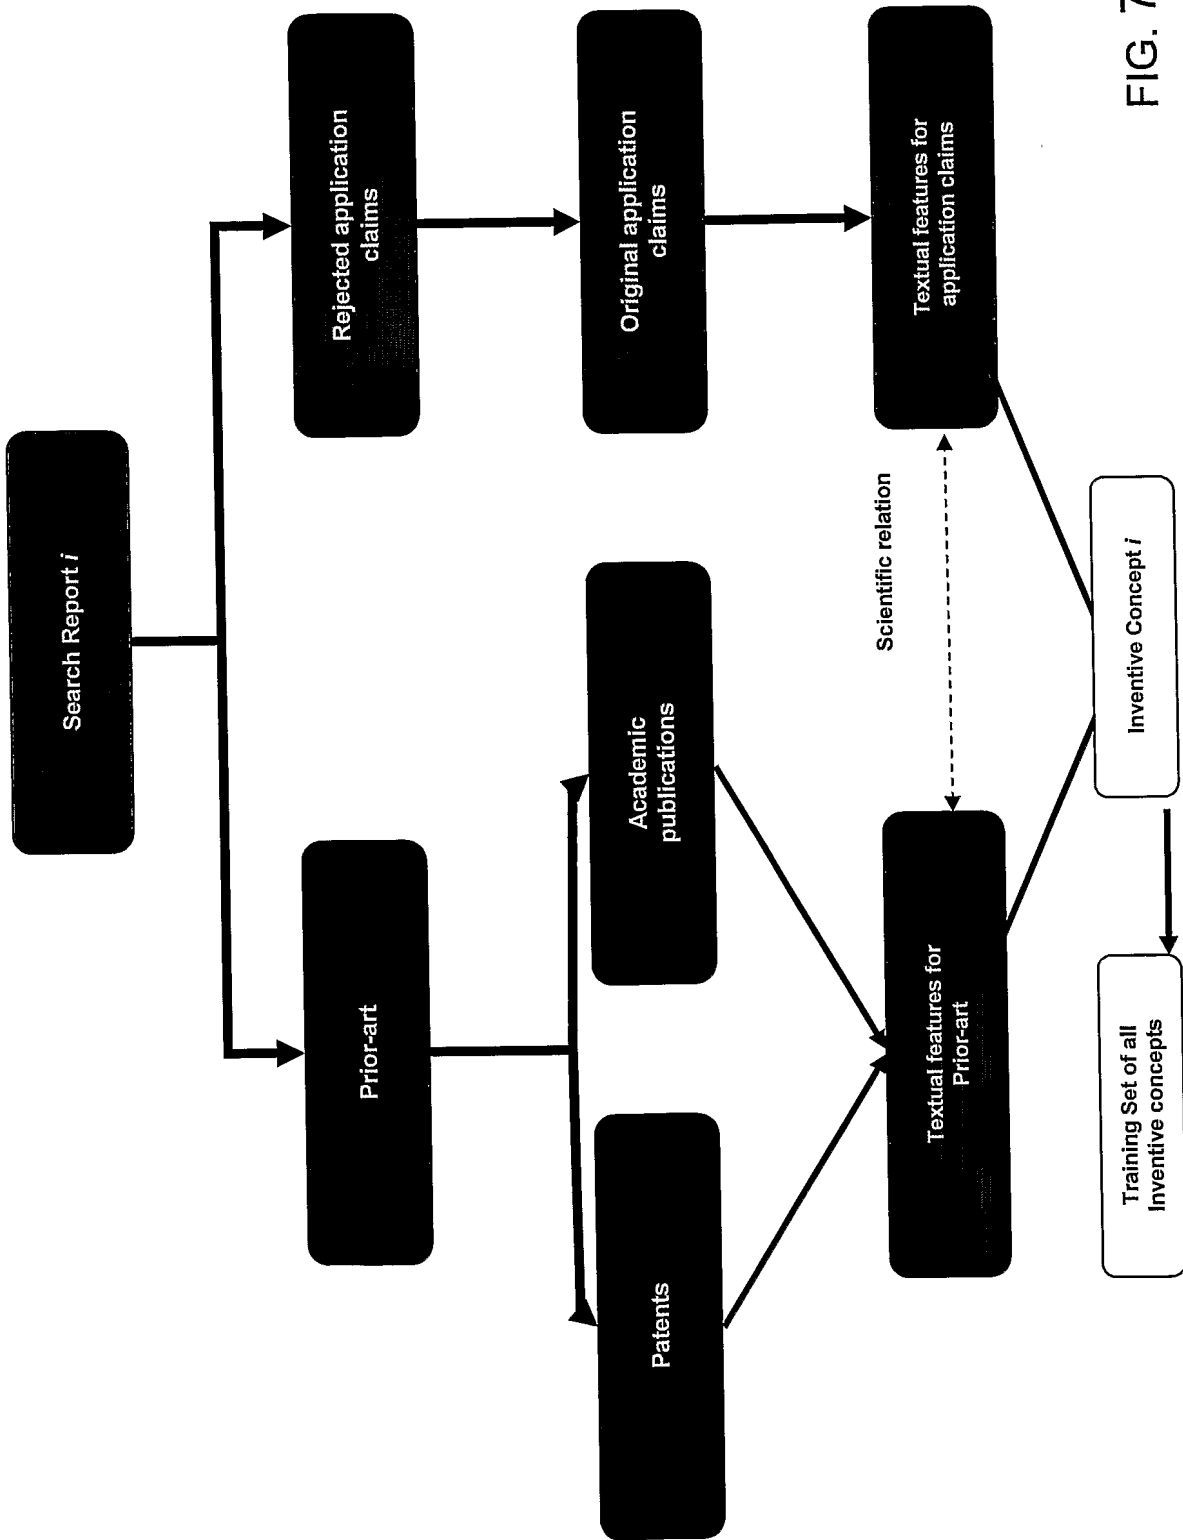 Search Report i
Prior-art
Rejected application
claims
Patents
Academic
publications
Original application
claims
Scientific relation
Textual features for
Prior-art
Textual features for
application claims
Training Set of all
Inventive concepts
Inventive Concept i
FIG. 7